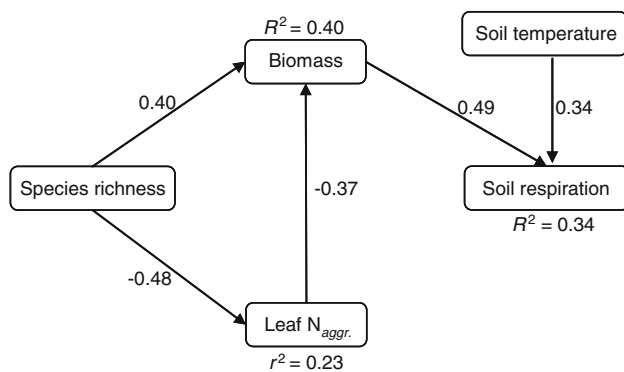 R² = 0.40
Biomass
Soil temperature
0.40
0.49
0.34
Species richness
-0.37
Soil respiration
R² = 0.34
-0.48
Leaf N aggr.
r² = 0.23